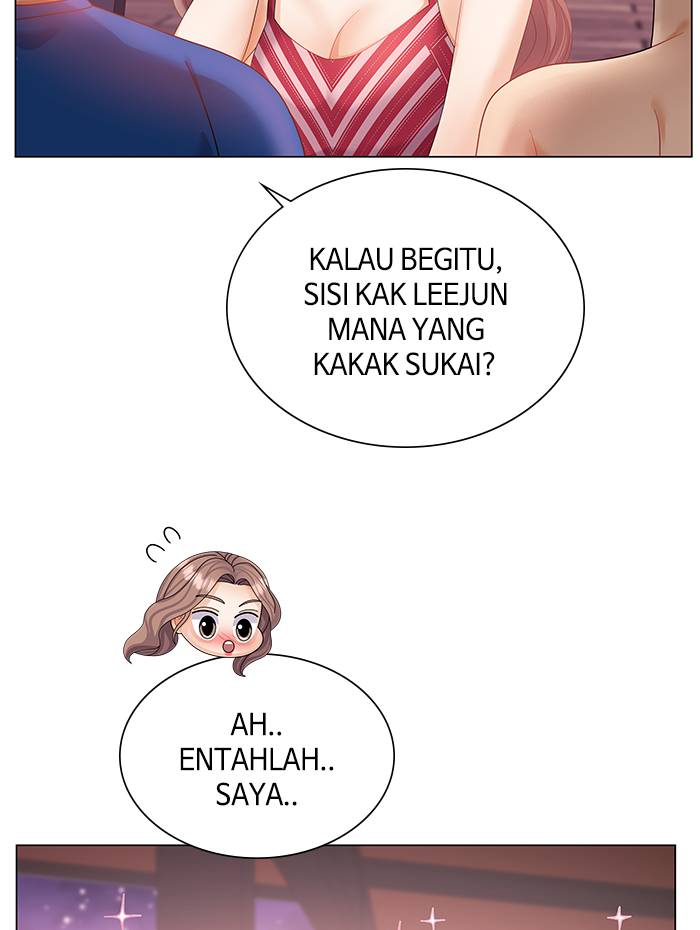 KALAU BEGITU,
SISI KAK LEEJUN
MANA YANG
KAKAK SUKAI?
AH..
ENTAHLAH..
SAYA..